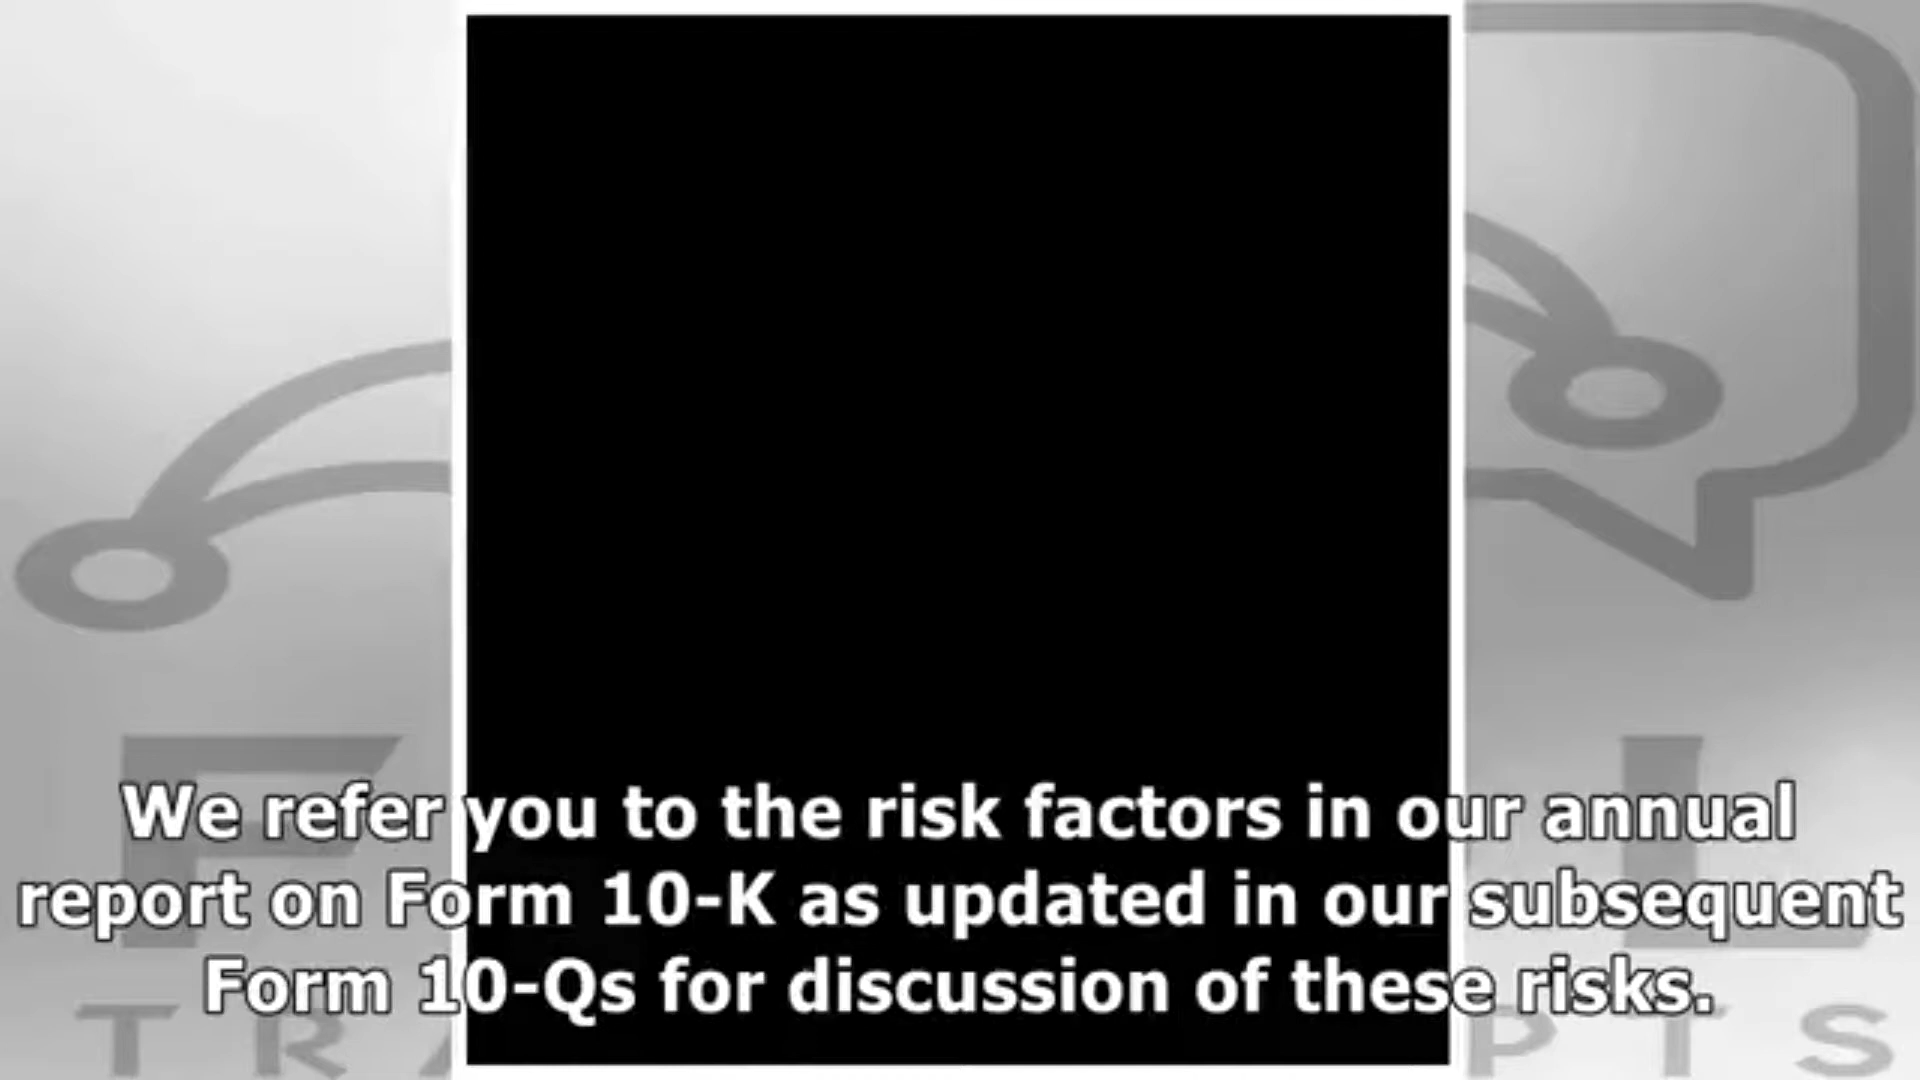 We refer you to the risk factors in our annual
report on Form 10-K as updated in our subsequent
Form 10-Qs for discussion of these risks.